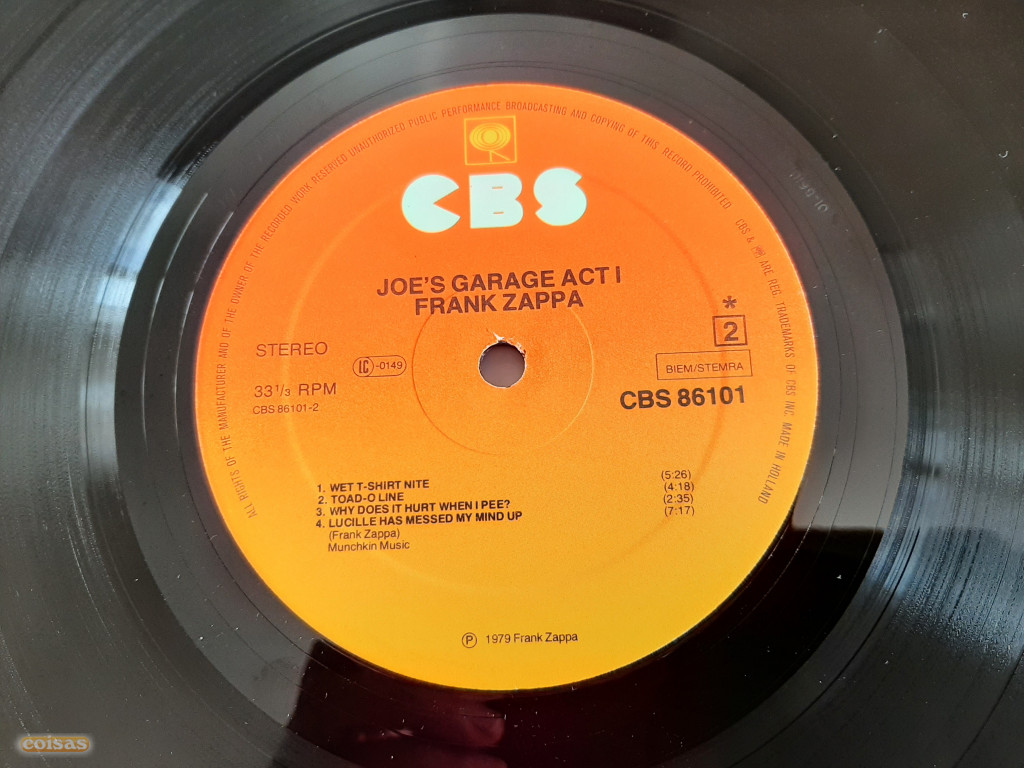 ALL RIGHTS OF THE MANUFACTURER AND OF THE OWNER OF THE RECORDED WORK RESERVED UNAUTHORIZED PUBLIC PERFORMANCE BROADCASTING AND COPYING OF THIS RECORD PROHIBITED
CBS & ARE REG. TRADEMARKS OF CBS INC. MADE IN HOLLAND
CBS
JOE'S GARAGE ACT I
FRANK ZAPPA
*
2
STEREO
LC -0149
BIEM/STEMRA
33 1/3 RPM
CBS 86101
CBS 86101-2
1. WET T-SHIRT NITE (5:26)
2. TOAD-O LINE (4:18)
3. WHY DOES IT HURT WHEN I PEE? (2:35)
4. LUCILLE HAS MESSED MY MIND UP (7:17)
(Frank Zappa)
Munchkin Music
Ⓟ 1979 Frank Zappa
coisas